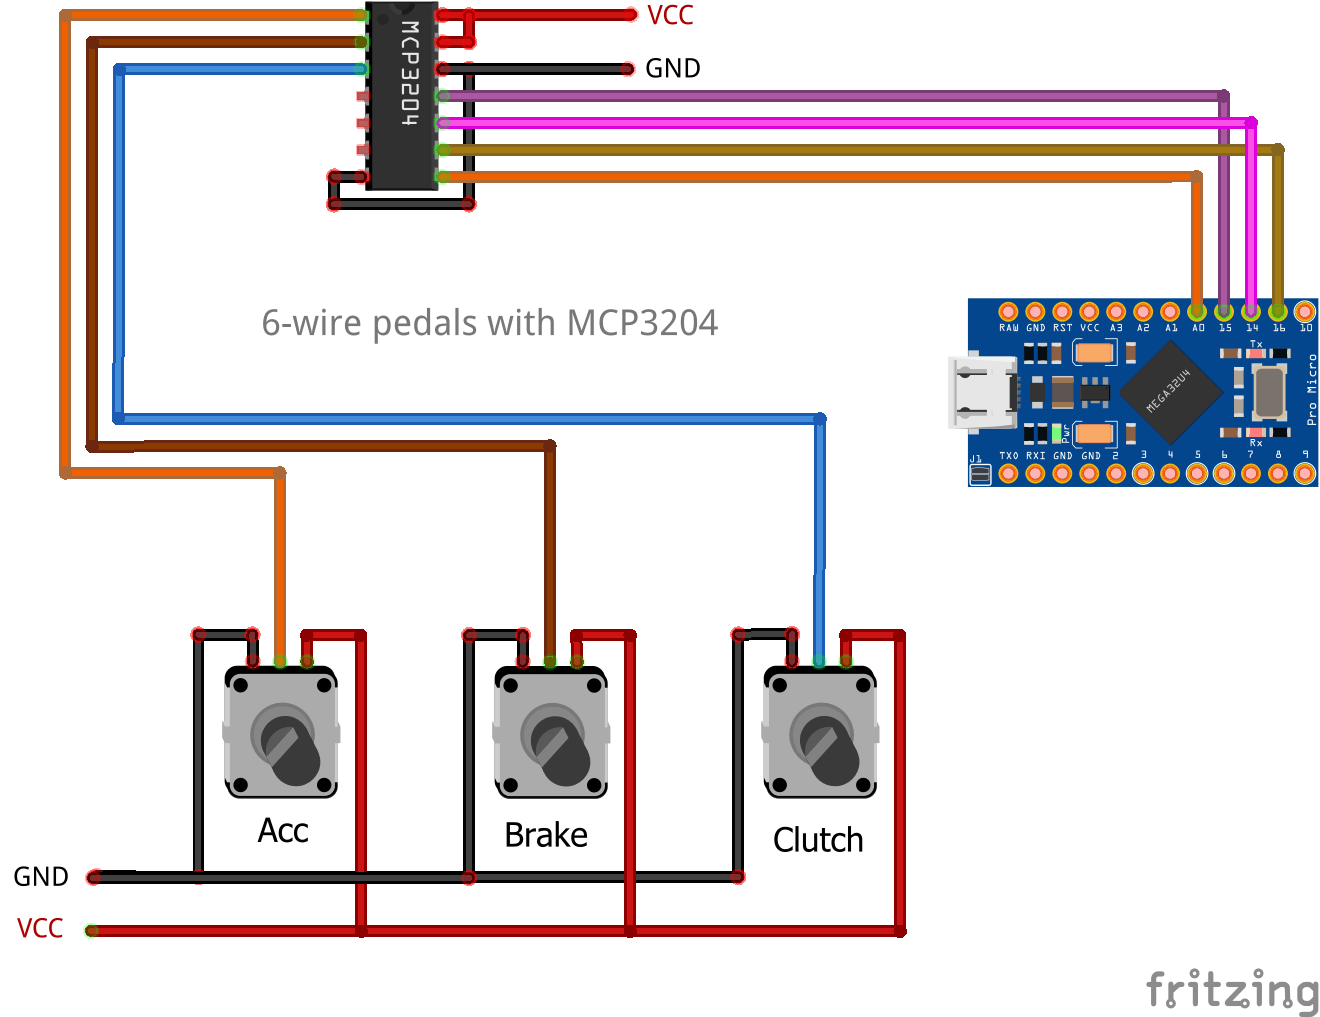 VCC
MCP3204
GND
6-wire pedals with MCP3204
RAW GND RST VCC A3 A2 A1 A0 15 14 16 10
Tx
MEGA32U4
Pro Micro
Pwr
Rx
J1
TX0 RXI GND GND 2 3 4 5 6 7 8 9
Acc
Brake
Clutch
GND
VCC
fritzing